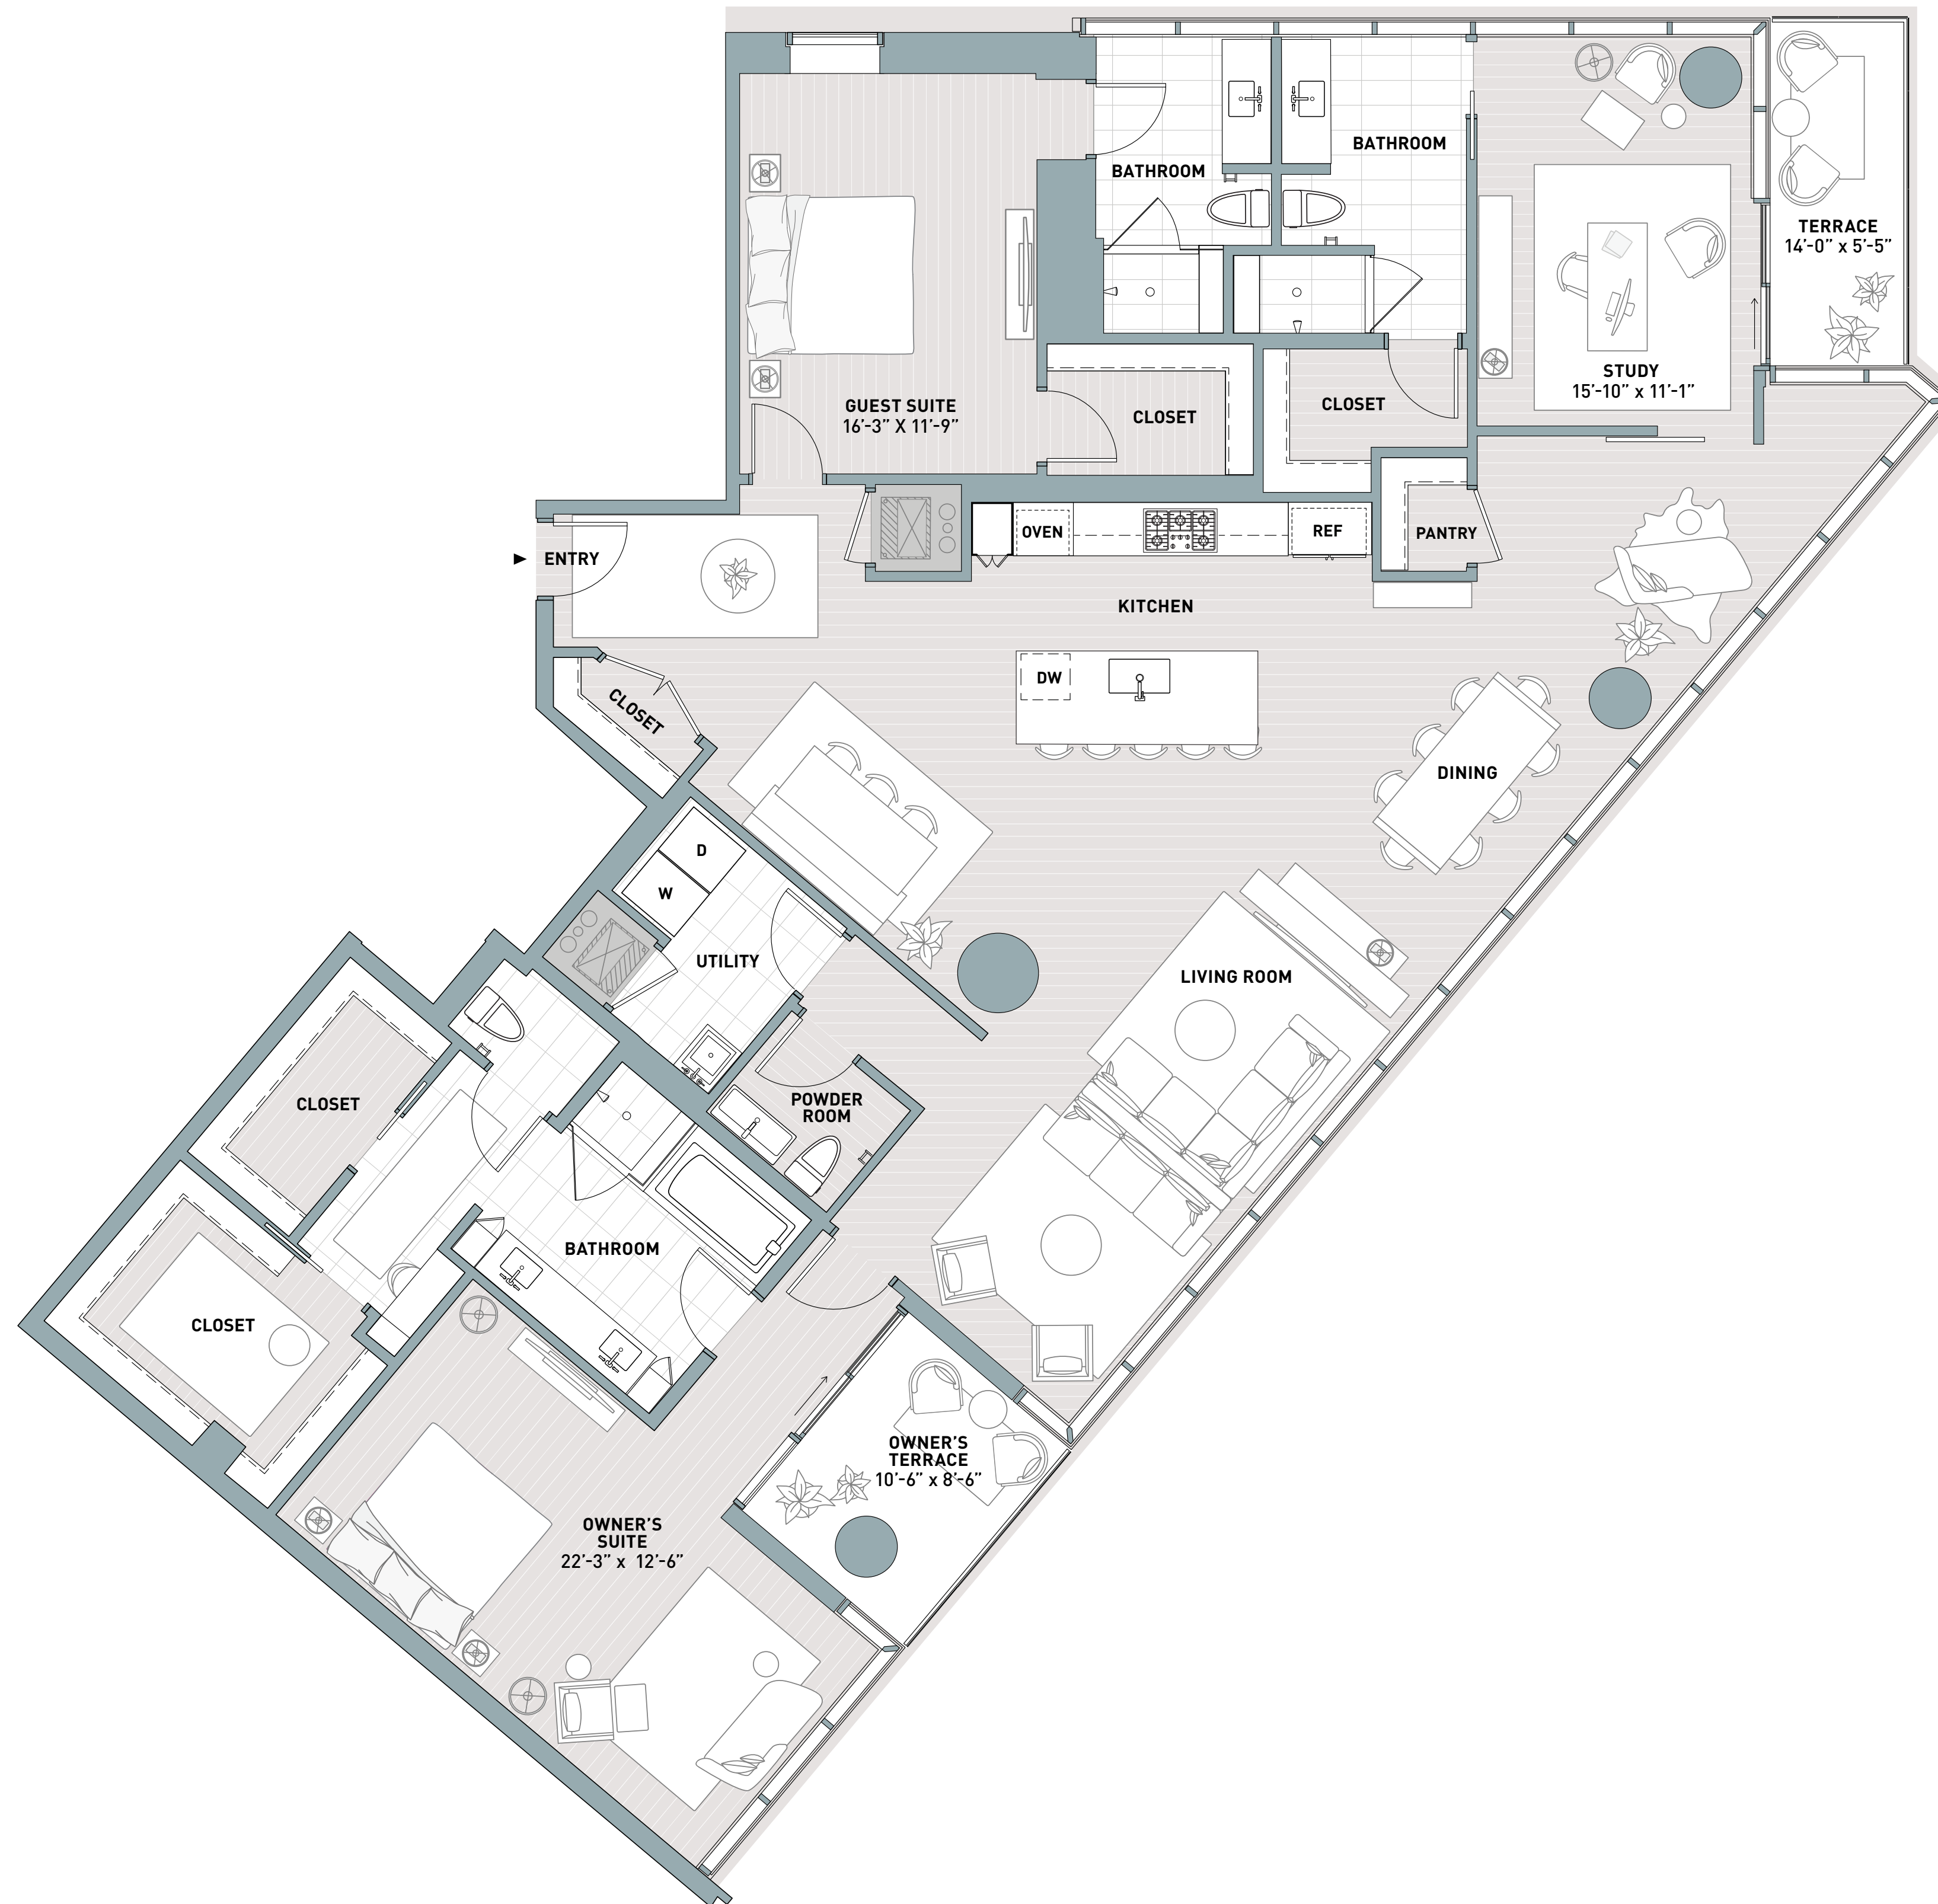 BATHROOM
BATHROOM
TERRACE
14’-0” x 5’-5”
STUDY
15’-10” x 11’-1”
GUEST SUITE
16’-3” X 11’-9”
CLOSET
CLOSET
ENTRY
OVEN
REF
PANTRY
KITCHEN
CLOSET
DW
DINING
D
W
UTILITY
LIVING ROOM
CLOSET
POWDER
ROOM
BATHROOM
CLOSET
OWNER’S
TERRACE
10’-6” x 8’-6”
OWNER’S
SUITE
22’-3” x 12’-6”